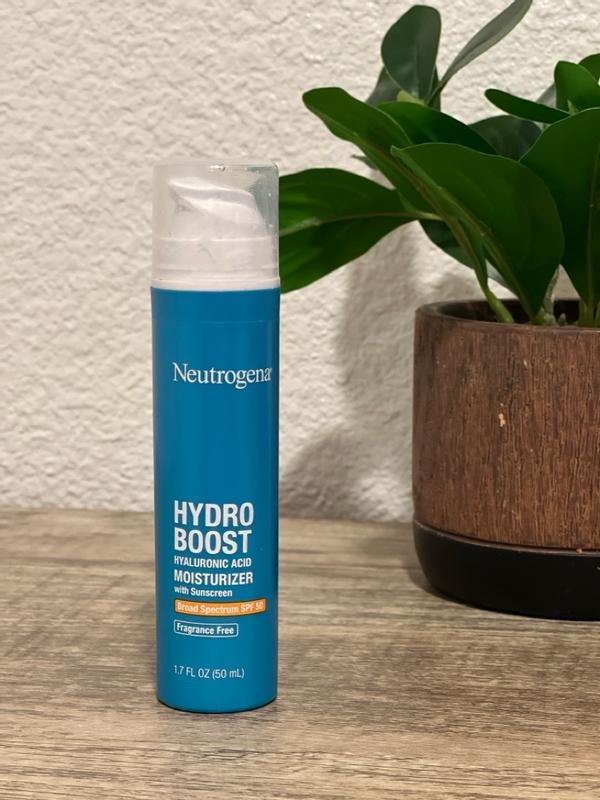 Neutrogena®
HYDRO
BOOST
HYALURONIC ACID
MOISTURIZER
with Sunscreen
Broad Spectrum SPF 50
Fragrance Free
1.7 FL OZ (50 mL)